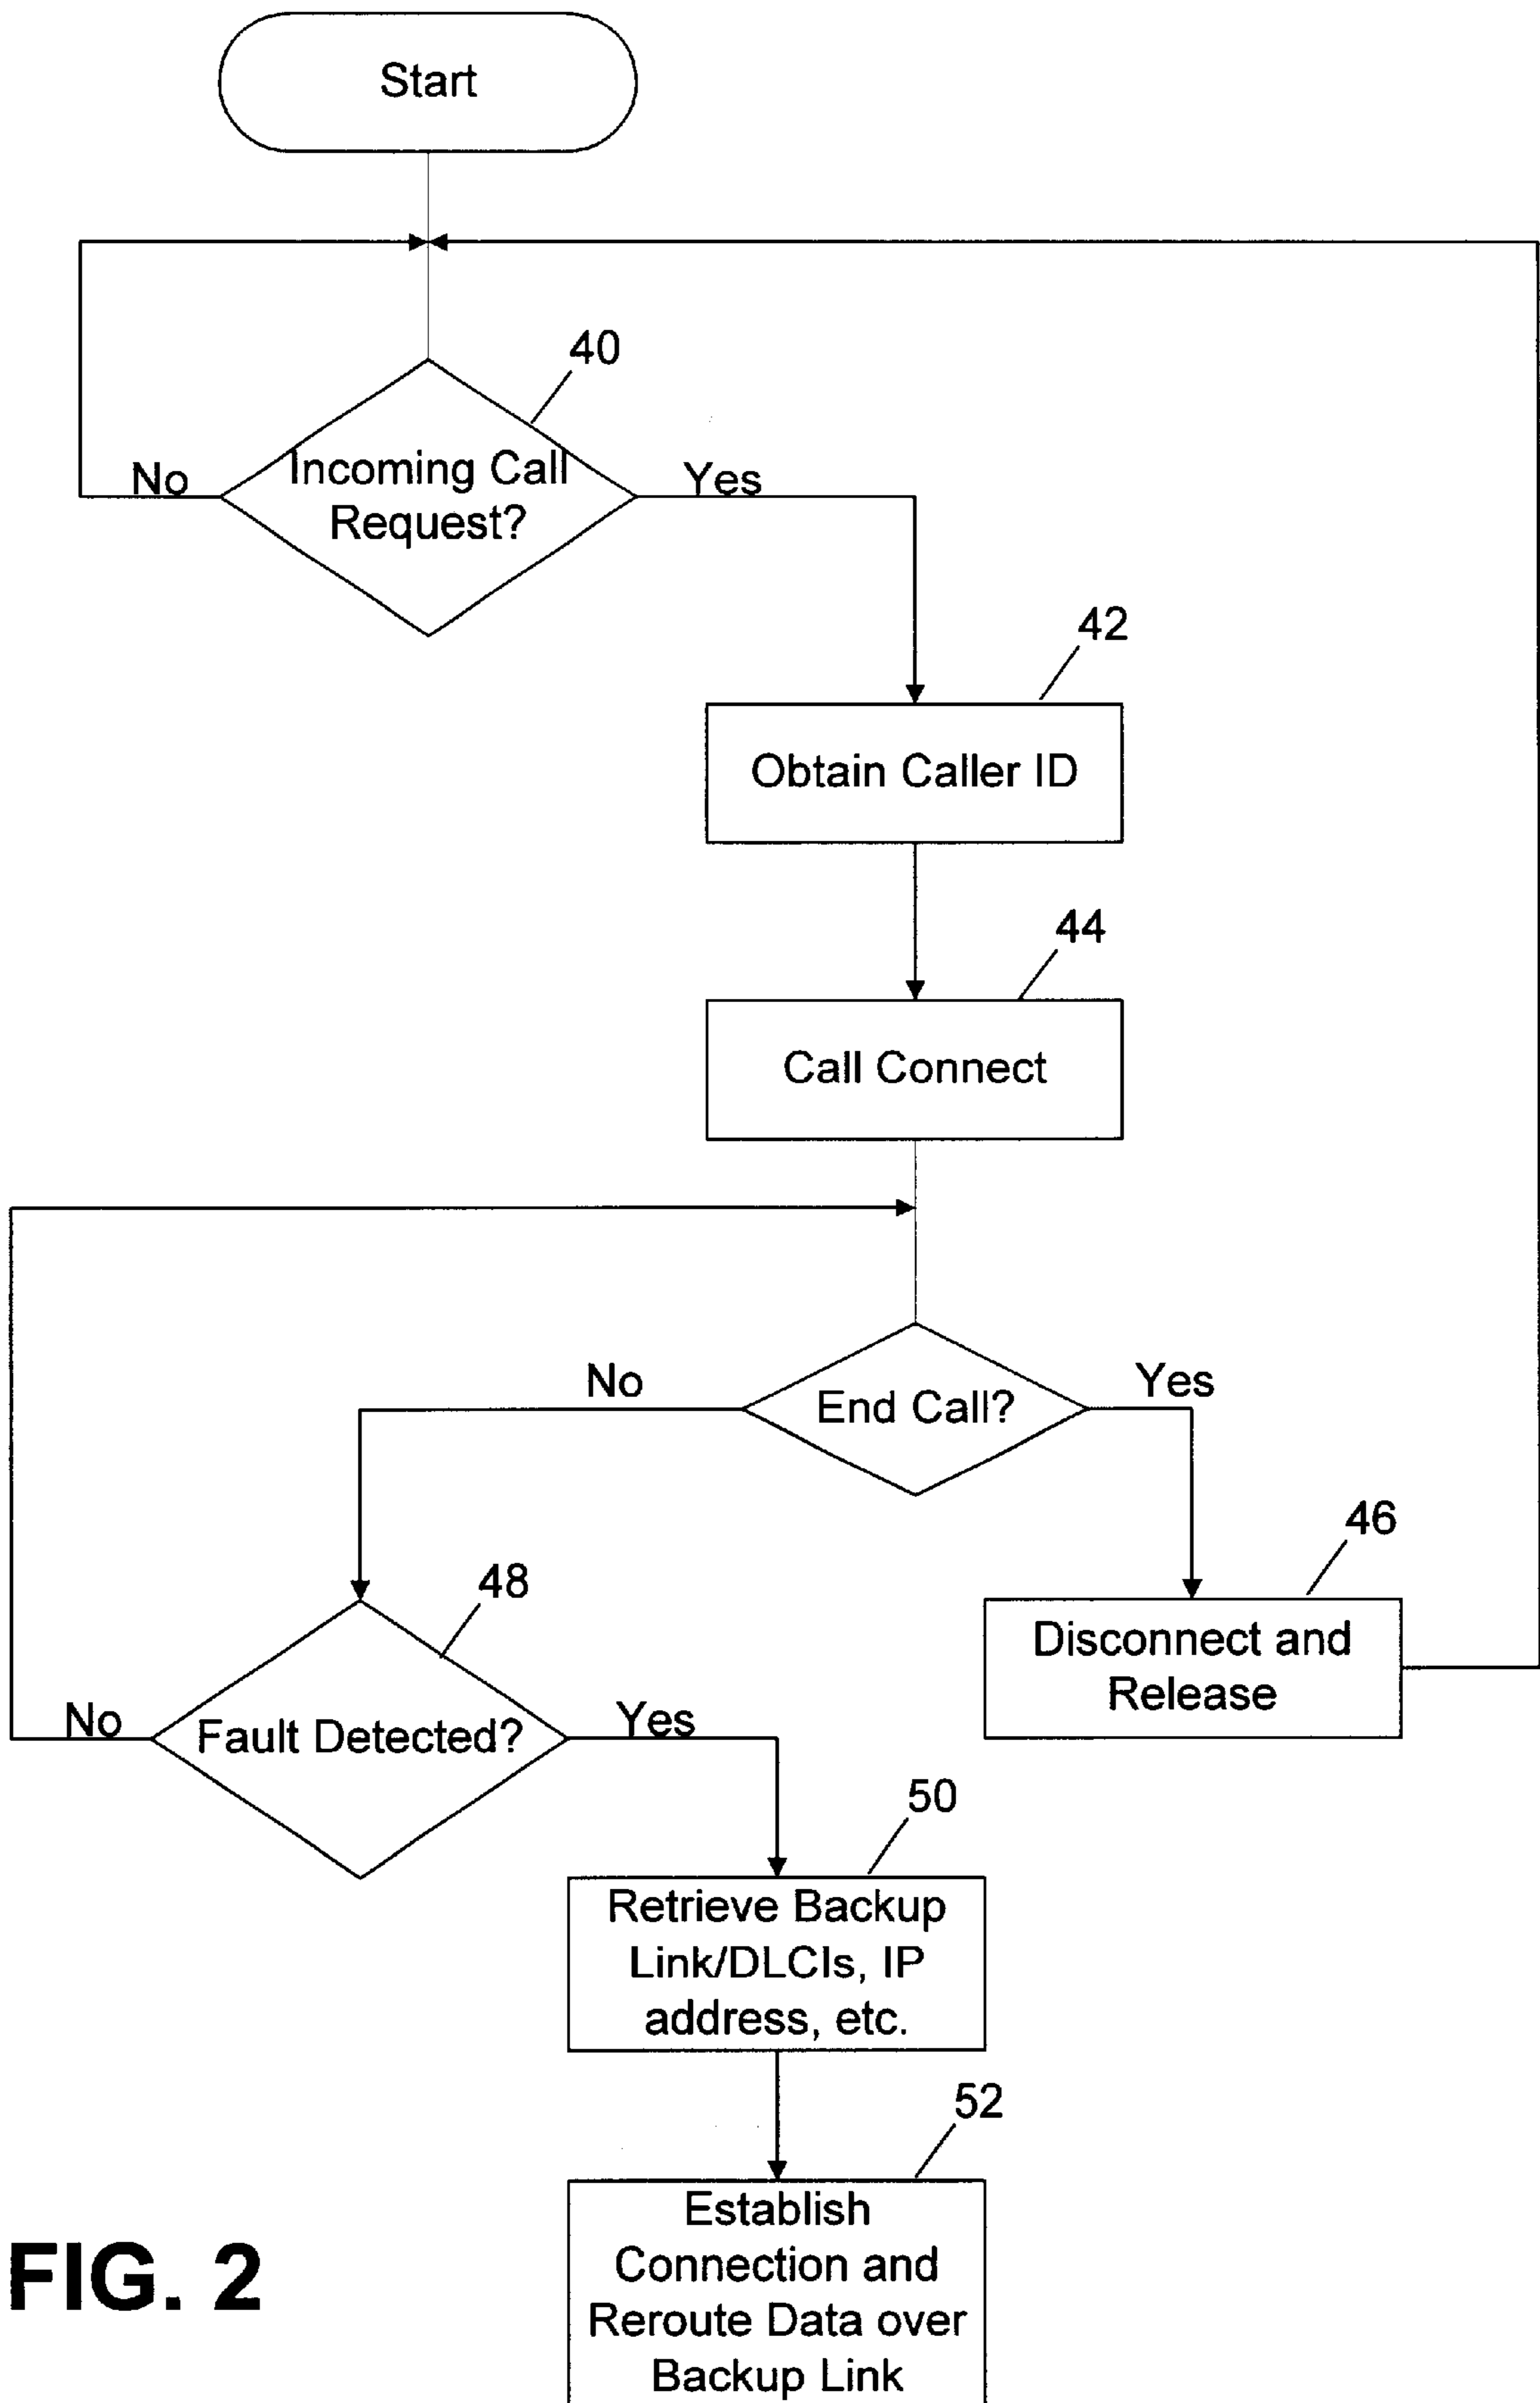 Start
40
No
Incoming Call
Request?
Yes
42
Obtain Caller ID
44
Call Connect
No
End Call?
Yes
46
Disconnect and
Release
48
No
Fault Detected?
Yes
50
Retrieve Backup
Link/DLCIs, IP
address, etc.
52
Establish
Connection and
Reroute Data over
Backup Link
FIG. 2